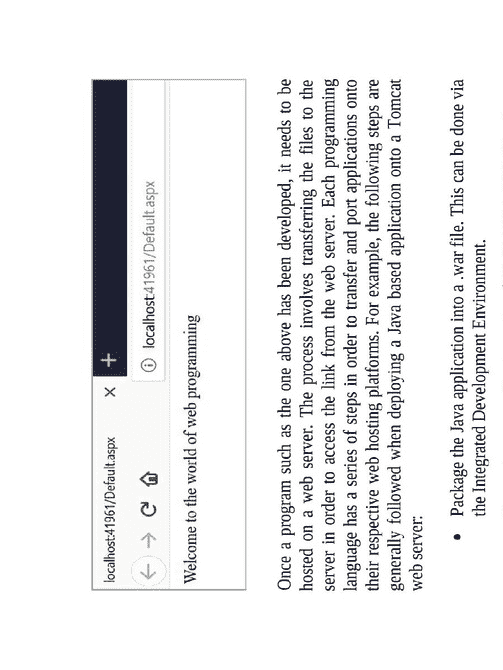 localhost:41961/Default.aspx
localhost:41961/Default.aspx
Welcome to the world of web programming
Once a program such as the one above has been developed, it needs to be
hosted on a web server. The process involves transferring the files to the
server in order to access the link from the web server. Each programming
language has a series of steps in order to transfer and port applications onto
their respective web hosting platforms. For example, the following steps are
generally followed when deploying a Java based application onto a Tomcat
web server:
• Package the Java application into a .war file. This can be done via
the Integrated Development Environment.